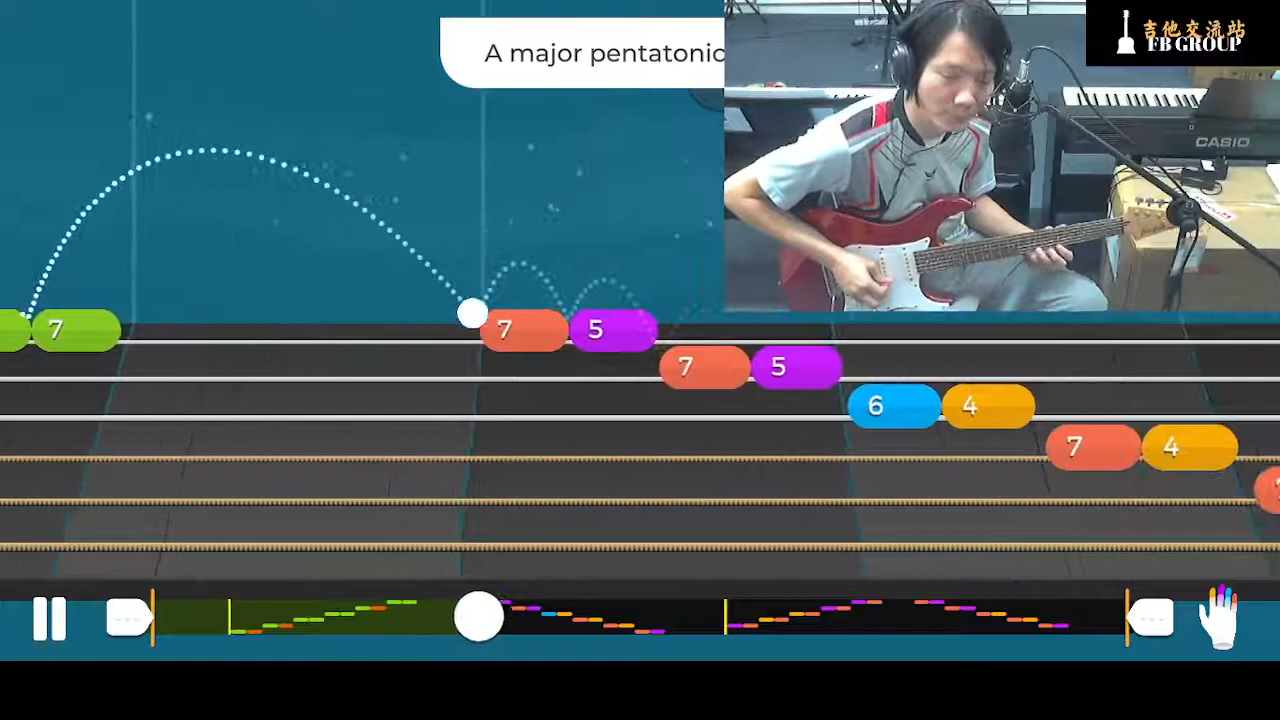 A major pentatonic
吉他交流站
FB GROUP
CASIO
7 7 5
7 5
6 4
7 4